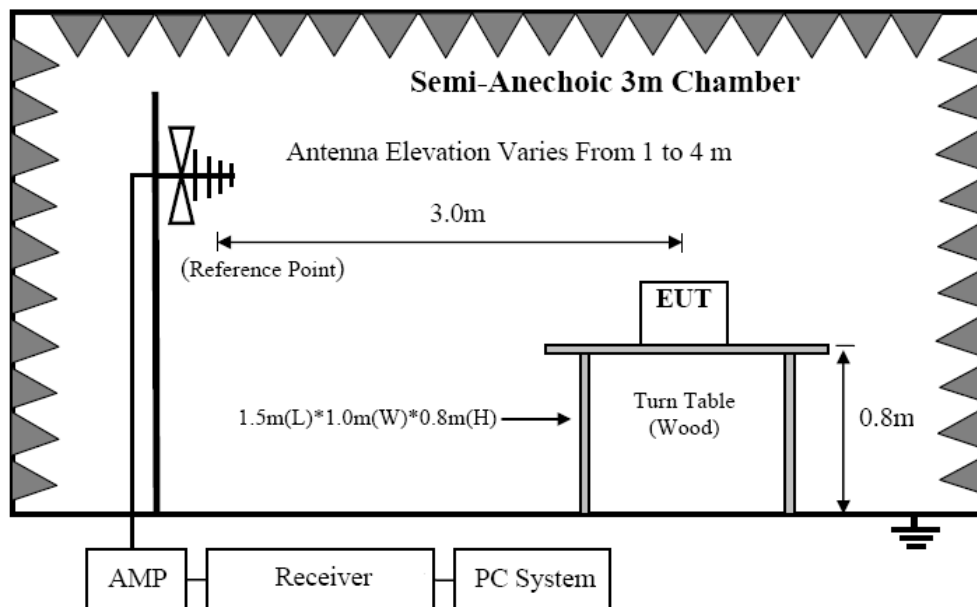 Semi-Anechoic 3m Chamber
Antenna Elevation Varies From 1 to 4 m
3.0m
(Reference Point)
EUT
1.5m(L)*1.0m(W)*0.8m(H)
Turn Table
(Wood)
0.8m
AMP
Receiver
PC System